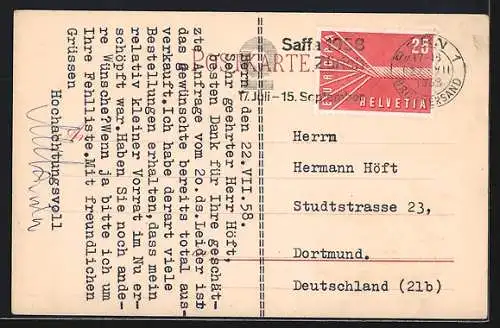 Bern , den 22.VII.58.
Sehr geehrter Herr Höft,
besten Dank für Ihre geschät-
zte Anfrage vom 20.ds.Leider ist
das gewünschte bereits total aus-
verkauft.Ich habe derart viele
Bestellungen erhalten,dass mein
relativ kleiner Vorrat im Nu er-
schöpft war.Haben Sie noch ande-
re Wünsche?Wenn ja bitte ich um
Ihre Fehlliste.Mit freundlichen
Grüssen
Hochachtungsvoll
Saffa 1958
17. Juli - 15. September
POSTKARTE
EUROPA
25
HELVETIA
1
Herrn
Hermann Höft
Studtstrasse 23,
Dortmund.
Deutschland (21b)